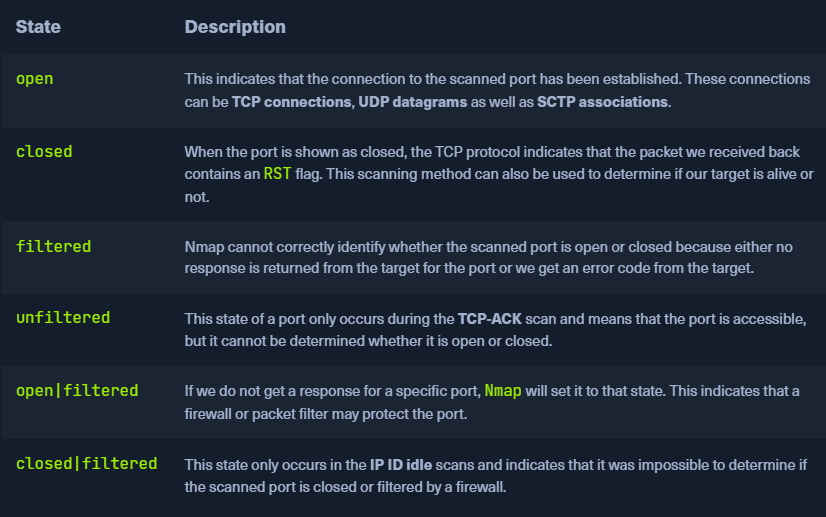 State Description
open This indicates that the connection to the scanned port has been established. These connections
can be TCP connections, UDP datagrams as well as SCTP associations.
closed When the port is shown as closed, the TCP protocol indicates that the packet we received back
contains an RST flag. This scanning method can also be used to determine if our target is alive or
not.
filtered Nmap cannot correctly identify whether the scanned port is open or closed because either no
response is returned from the target for the port or we get an error code from the target.
unfiltered This state of a port only occurs during the TCP-ACK scan and means that the port is accessible,
but it cannot be determined whether it is open or closed.
open|filtered If we do not get a response for a specific port, Nmap will set it to that state. This indicates that a
firewall or packet filter may protect the port.
closed|filtered This state only occurs in the IP ID idle scans and indicates that it was impossible to determine if
the scanned port is closed or filtered by a firewall.